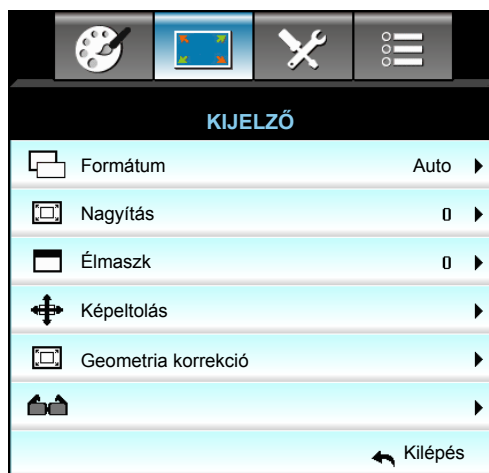 KIJELZŐ
Formátum Auto
Nagyítás 0
Élmaszk 0
Képeltolás
Geometria korrekció
Kilépés